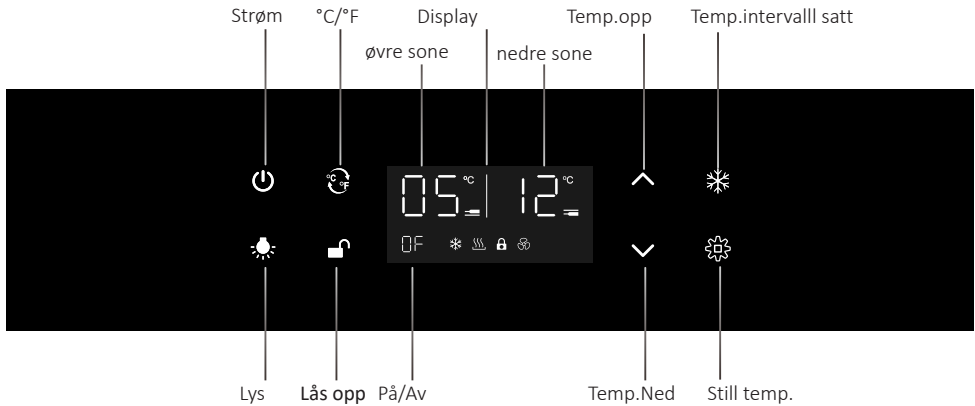 Strøm °C/°F Display Temp.opp Temp.intervalll satt
øvre sone nedre sone
°C °F 05 °C 12 °C
0F
Lys Lås opp På/Av Temp.Ned Still temp.